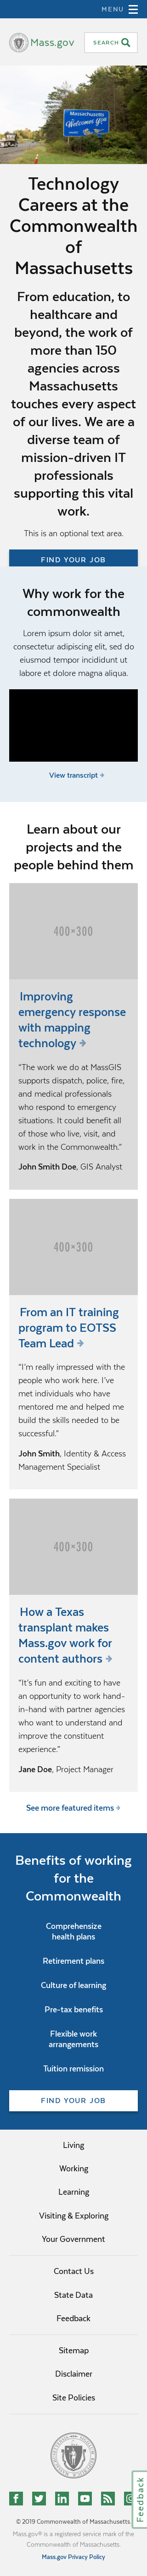 MENU
Mass.gov
SEARCH
Massachusetts
Welcomes You
Technology
Careers at the
Commonwealth
of
Massachusetts
From education, to
healthcare and
beyond, the work of
more than 150
agencies across
Massachusetts
touches every aspect
of our lives. We are a
diverse team of
mission-driven IT
professionals
supporting this vital
work.
This is an optional text area.
FIND YOUR JOB
Why work for the
commonwealth
Lorem ipsum dolor sit amet,
consectetur adipiscing elit, sed do
eiusmod tempor incididunt ut
labore et dolore magna aliqua.
View transcript
Learn about our
projects and the
people behind them
400×300
Improving
emergency response
with mapping
technology
"The work we do at MassGIS
supports dispatch, police, fire,
and medical professionals
who respond to emergency
situations. It could benefit all
of those who live, visit, and
work in the Commonwealth."
John Smith Doe, GIS Analyst
400×300
From an IT training
program to EOTSS
Team Lead
"I'm really impressed with the
people who work here. I've
met individuals who have
mentored me and helped me
build the skills needed to be
successful."
John Smith, Identity & Access
Management Specialist
400×300
How a Texas
transplant makes
Mass.gov work for
content authors
"It's fun and exciting to have
an opportunity to work hand-
in-hand with partner agencies
who want to understand and
improve the constituent
experience."
Jane Doe, Project Manager
See more featured items
Benefits of working
for the
Commonwealth
Comprehensize
health plans
Retirement plans
Culture of learning
Pre-tax benefits
Flexible work
arrangements
Tuition remission
FIND YOUR JOB
Living
Working
Learning
Visiting & Exploring
Your Government
Contact Us
State Data
Feedback
Sitemap
Disclaimer
Site Policies
Feedback
© 2019 Commonwealth of Massachusetts.
Mass.gov® is a registered service mark of the
Commonwealth of Massachusetts.
Mass.gov Privacy Policy